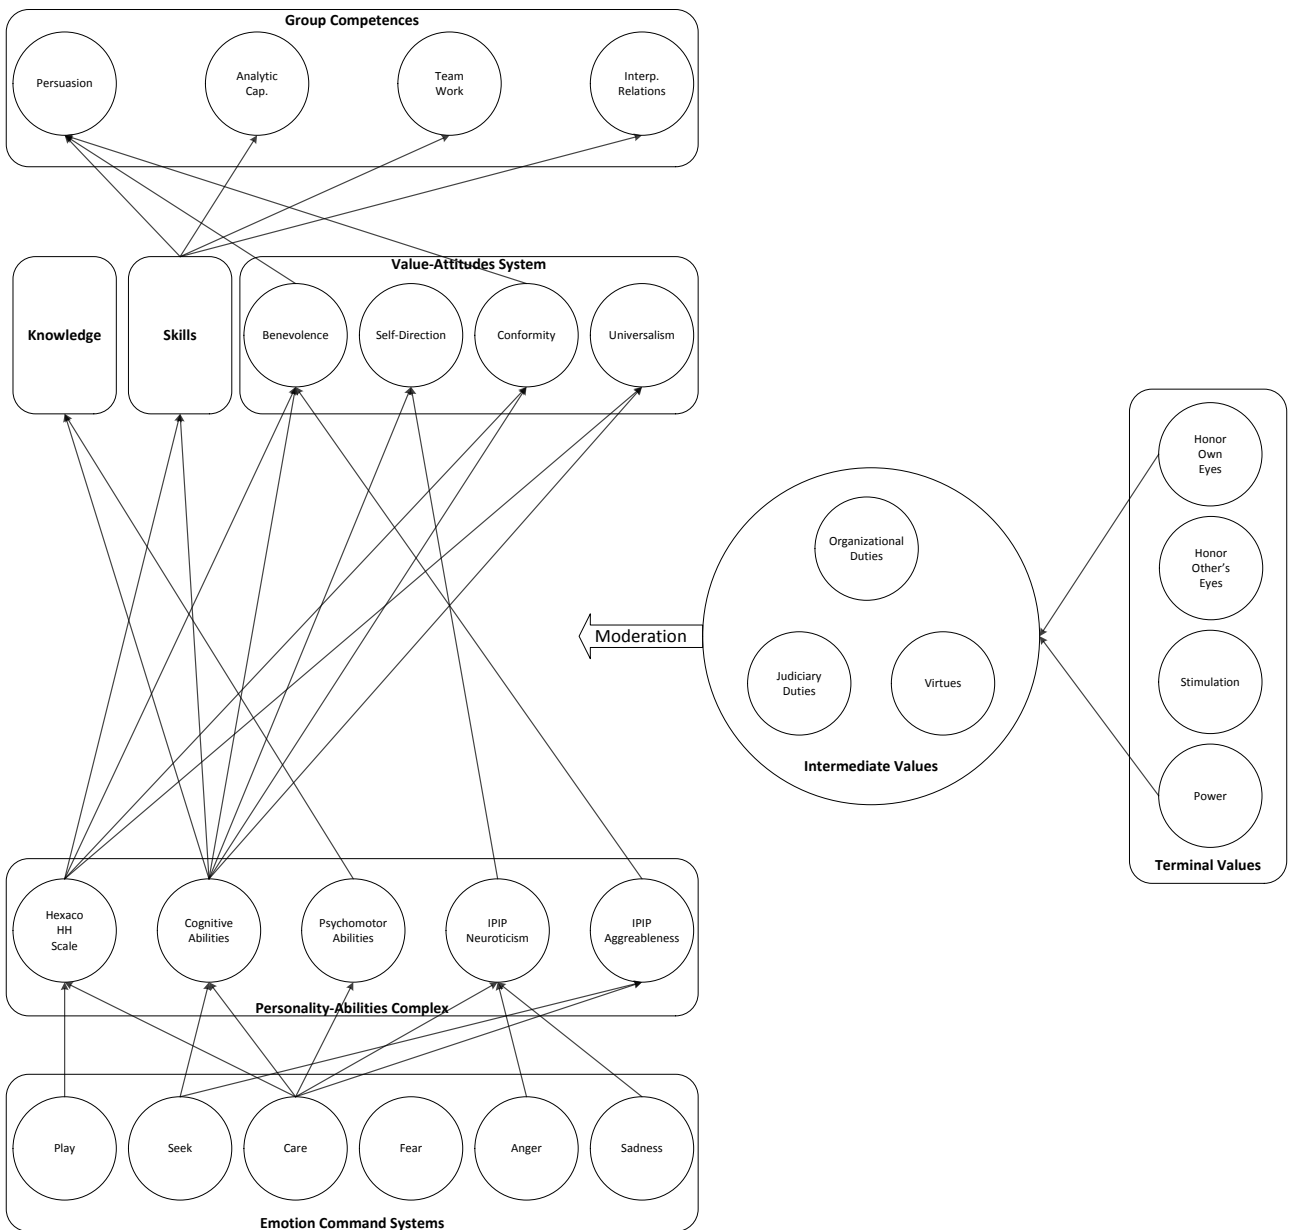 Group Competences
Persuasion
Analytic
Cap.
Team
Work
Interp.
Relations
Value-Attitudes System
Knowledge
Skills
Benevolence
Self-Direction
Conformity
Universalism
Honor
Own
Eyes
Honor
Other's
Eyes
Stimulation
Power
Terminal Values
Organizational
Duties
Judiciary
Duties
Virtues
Intermediate Values
Moderation
Hexaco
HH
Scale
Cognitive
Abilities
Psychomotor
Abilities
IPIP
Neuroticism
IPIP
Aggreableness
Personality-Abilities Complex
Play
Seek
Care
Fear
Anger
Sadness
Emotion Command Systems